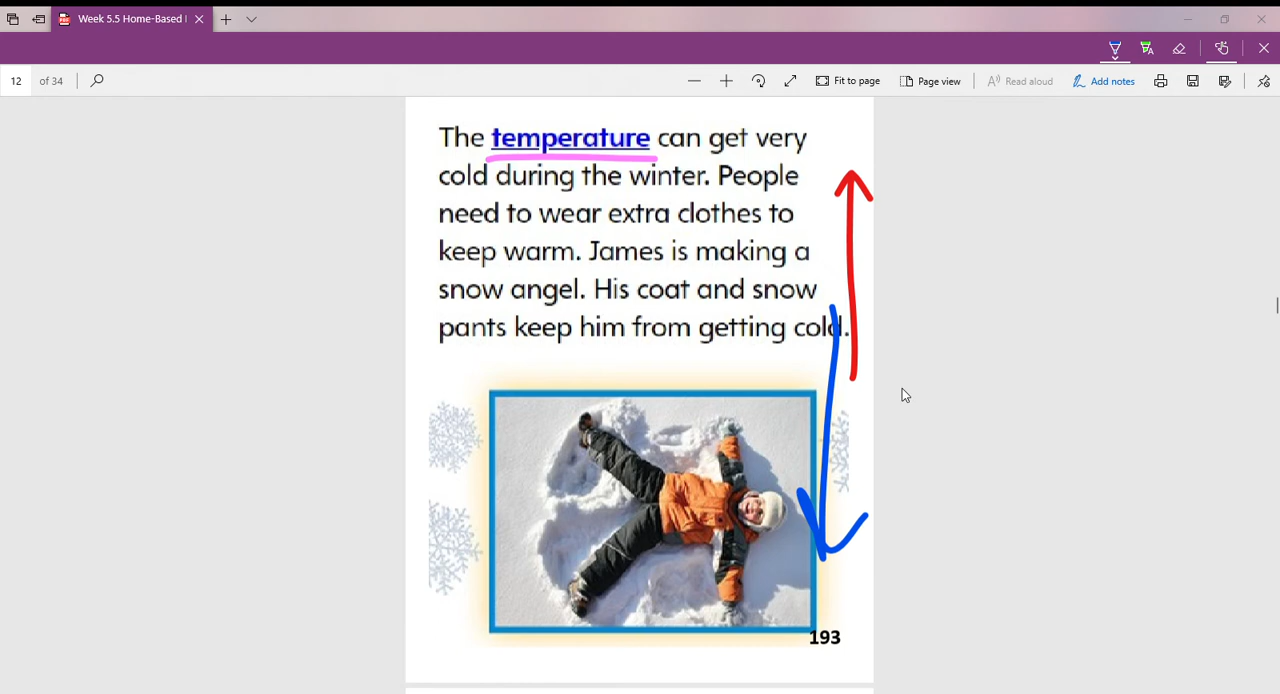 Week 5.5 Home-Based I
12 of 34
Fit to page
Page view
Read aloud
Add notes
The temperature can get very
cold during the winter. People
need to wear extra clothes to
keep warm. James is making a
snow angel. His coat and snow
pants keep him from getting cold.
193